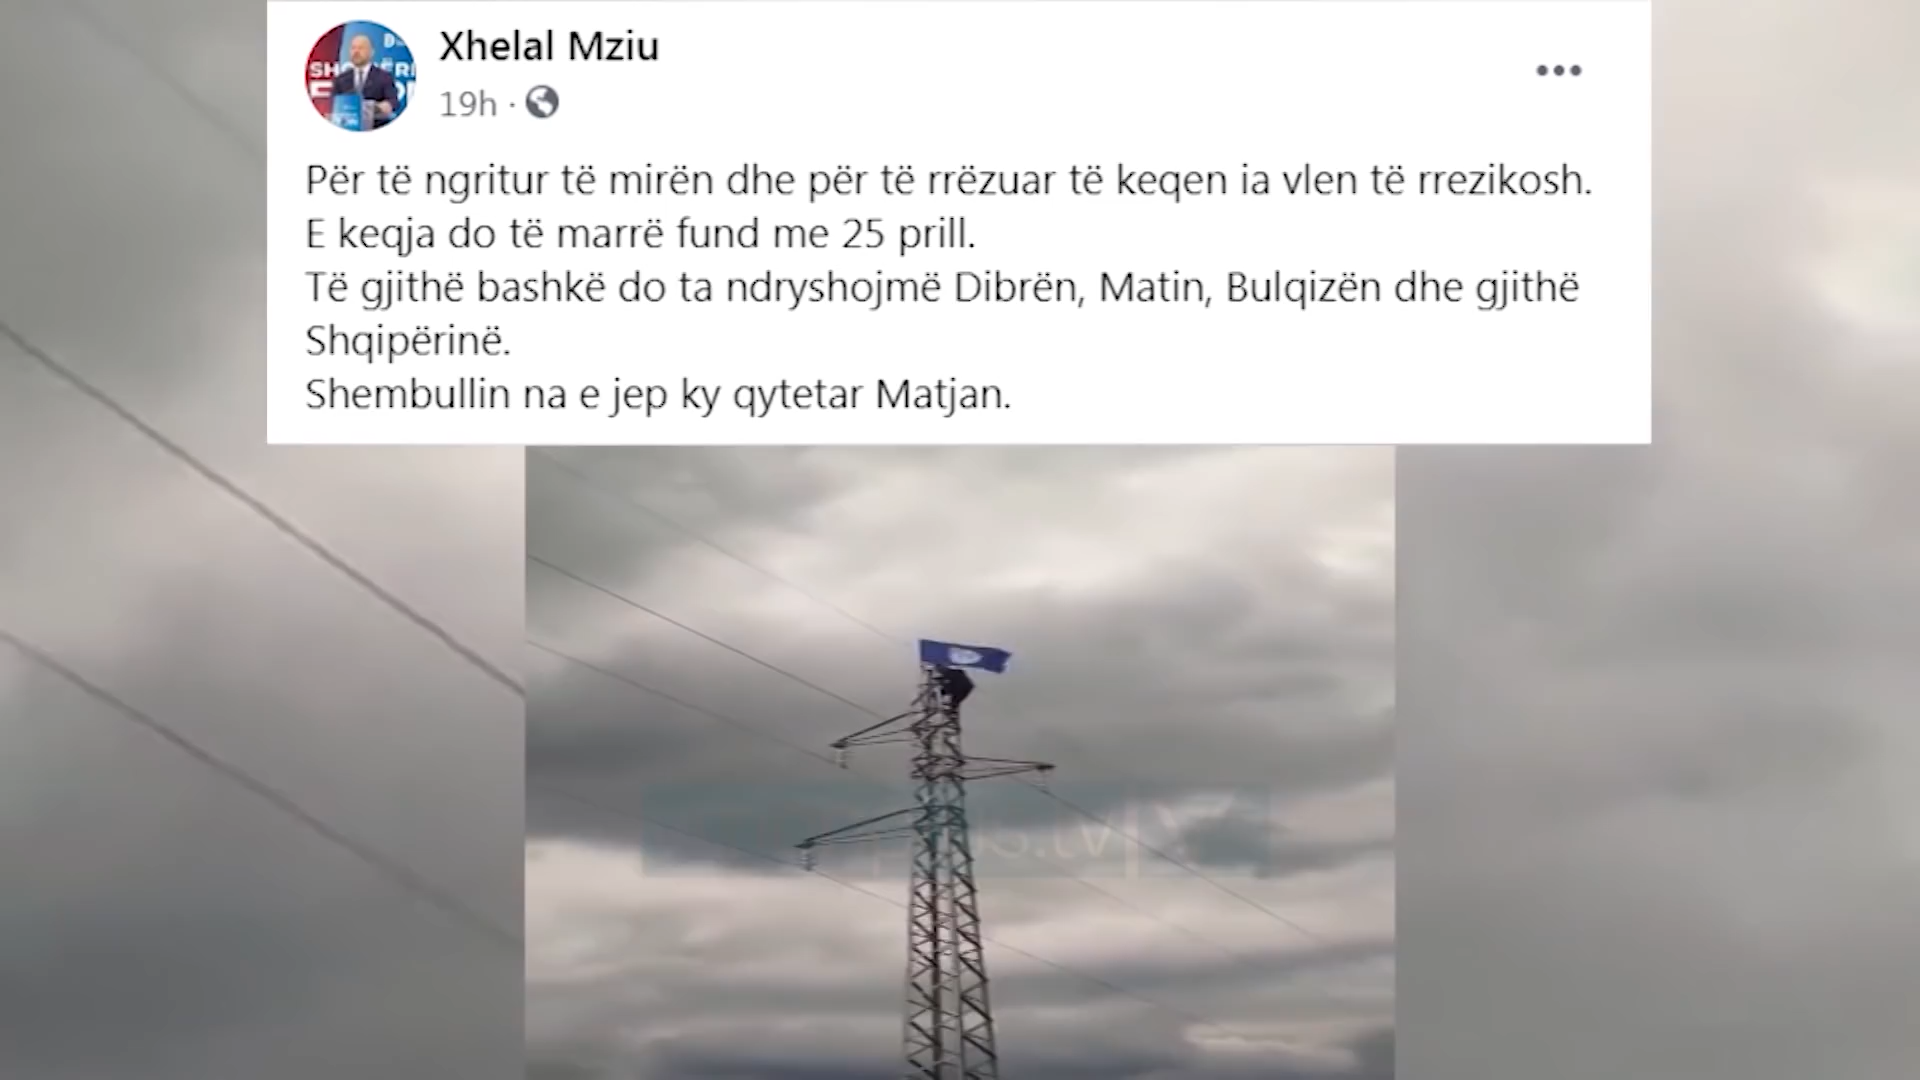 Xhelal Mziu
19h ·
Për të ngritur të mirën dhe për të rrëzuar të keqen ia vlen të rrezikosh.
E keqja do të marrë fund me 25 prill.
Të gjithë bashkë do ta ndryshojmë Dibrën, Matin, Bulqizën dhe gjithë
Shqipërinë.
Shembullin na e jep ky qytetar Matjan.